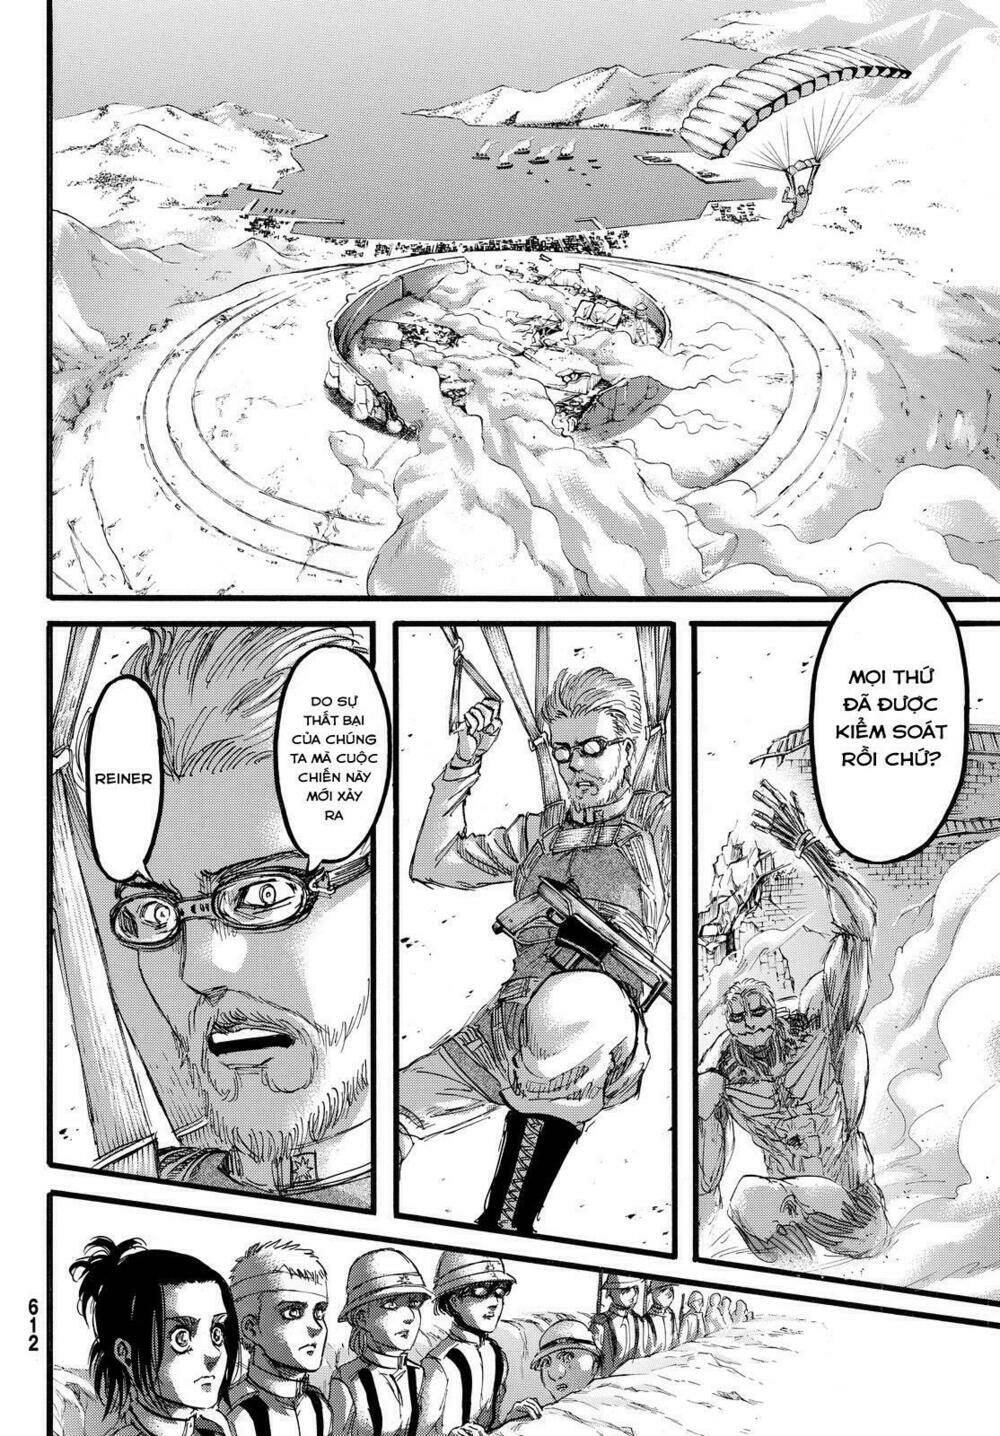 MỌI THỨ
ĐÃ ĐƯỢC
KIỂM SOÁT
RỒI CHỨ?
DO SỰ
THẤT BẠI
CỦA CHÚNG
TA MÀ CUỘC
CHIẾN NÀY
MỚI XẢY
RA
REINER
612